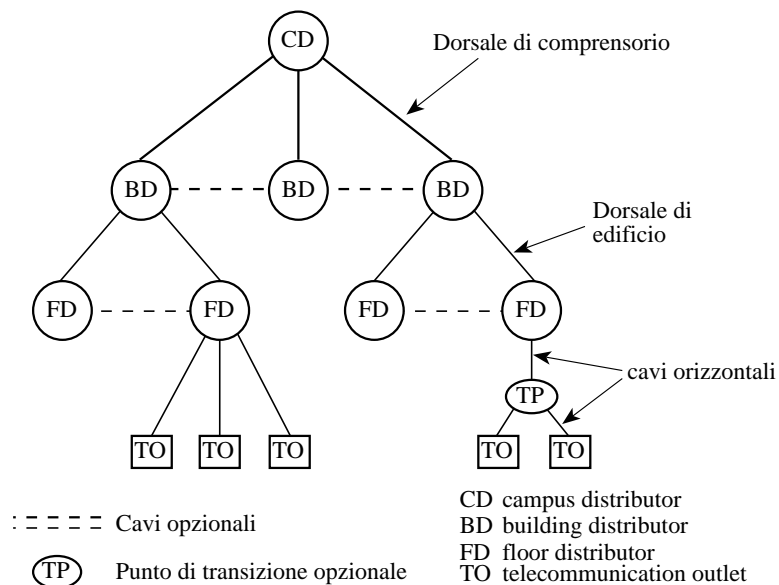 CD
Dorsale di comprensorio
BD
BD
BD
Dorsale di
edificio
FD
FD
FD
FD
cavi orizzontali
TP
TO
TO
TO
TO
TO
Cavi opzionali
TP
Punto di transizione opzionale
CD campus distributor
BD building distributor
FD floor distributor
TO telecommunication outlet